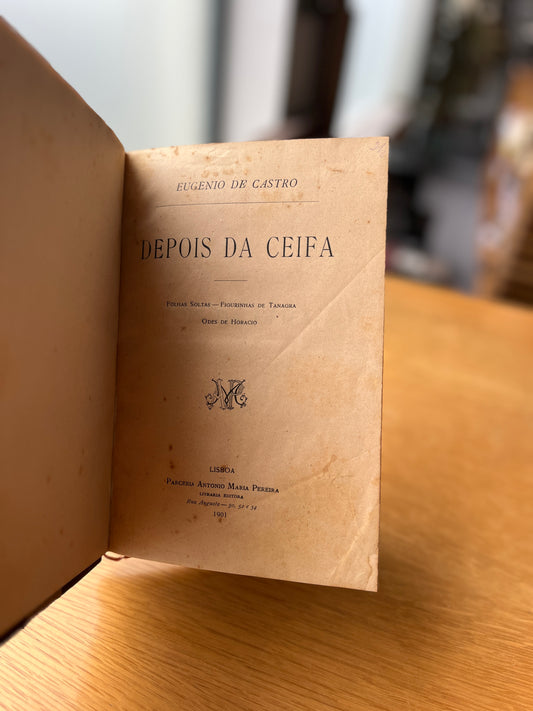 EUGENIO DE CASTRO
DEPOIS DA CEIFA
FOLHAS SOLTAS — FIGURINHAS DE TANAGRA
ODES DE HORACIO
LISBOA
PARCERIA ANTONIO MARIA PEREIRA
LIVRARIA EDITORA
Rua Augusta — 50, 52 e 54
1901